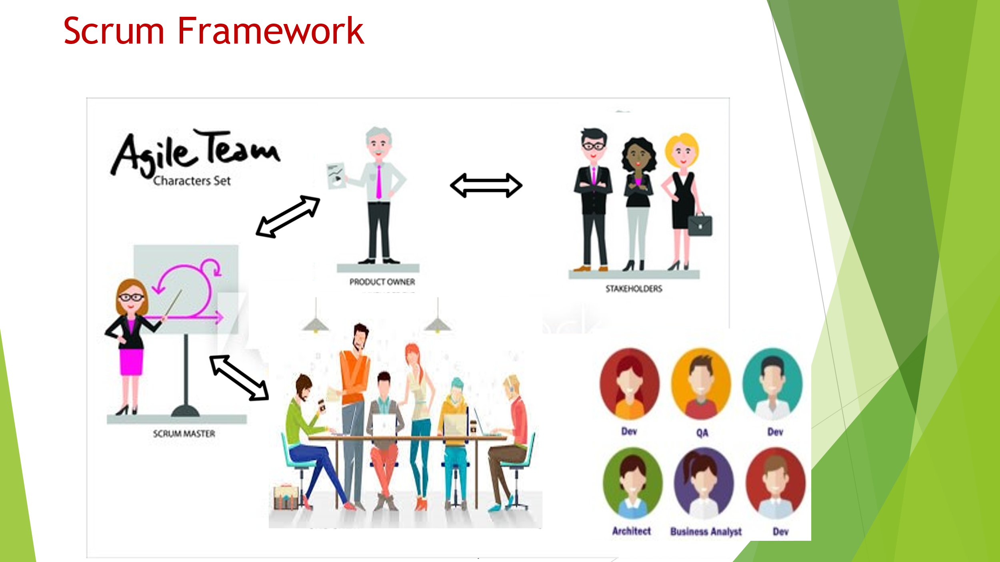 Scrum Framework
Agile Team
Characters Set
PRODUCT OWNER
STAKEHOLDERS
SCRUM MASTER
Dev
QA
Dev
Architect
Business Analyst
Dev